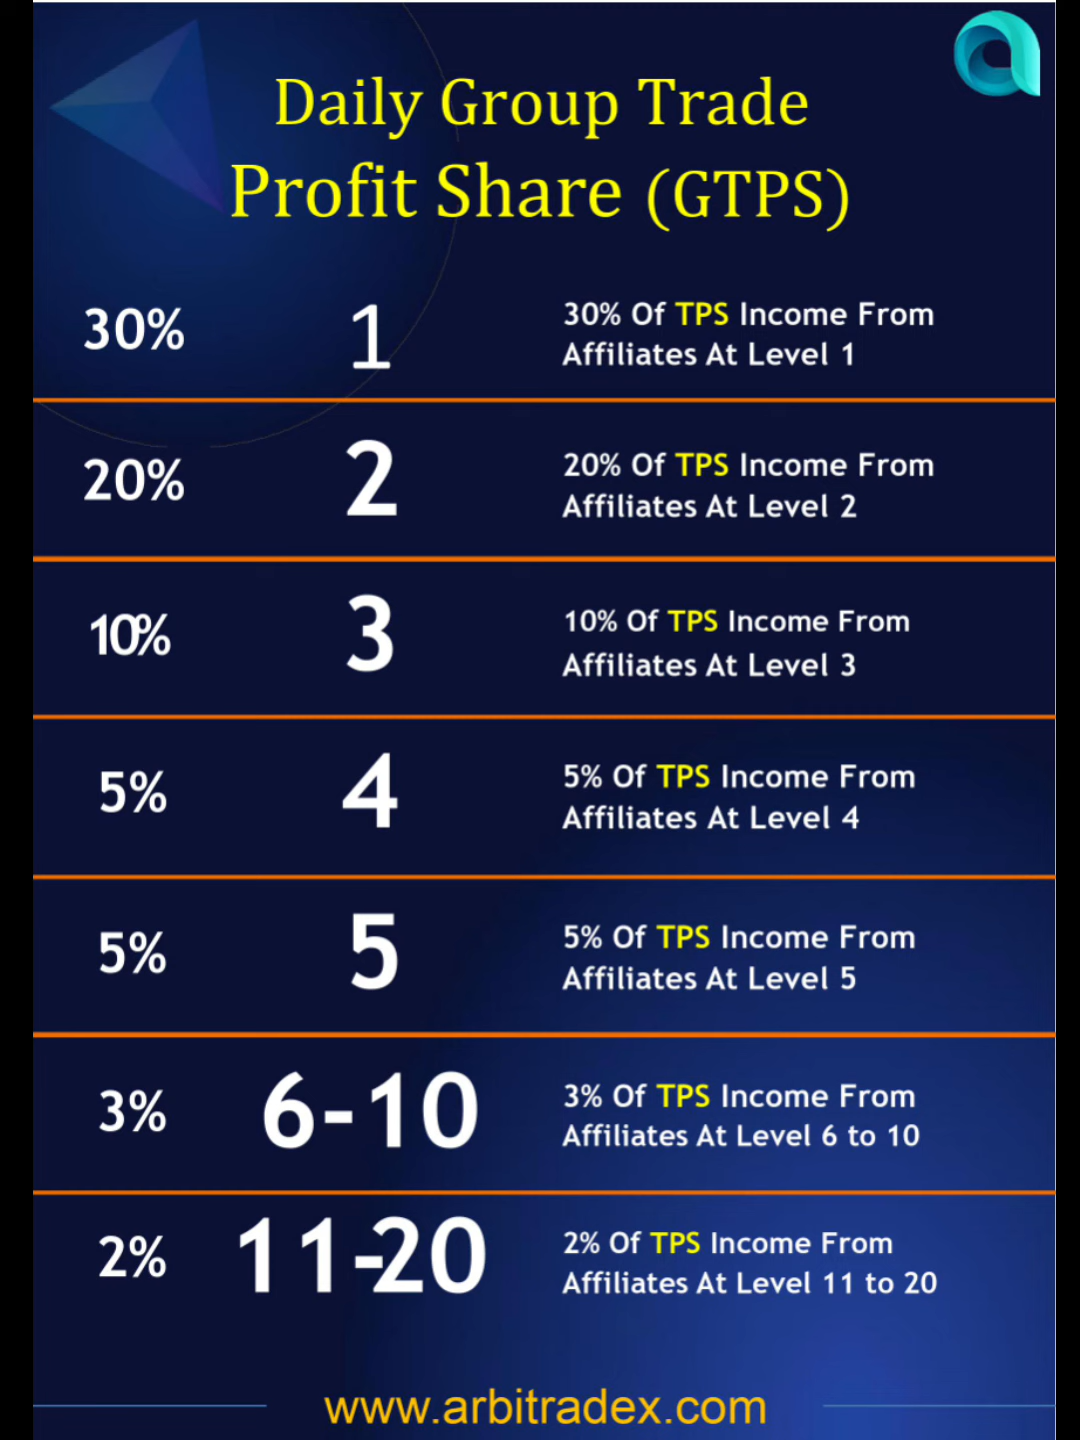 Daily Group Trade
Profit Share (GTPS)
30%
1
30% Of TPS Income From
Affiliates At Level 1
20%
2
20% Of TPS Income From
Affiliates At Level 2
10%
3
10% Of TPS Income From
Affiliates At Level 3
5%
4
5% Of TPS Income From
Affiliates At Level 4
5%
5
5% Of TPS Income From
Affiliates At Level 5
3%
6-10
3% Of TPS Income From
Affiliates At Level 6 to 10
2%
11-20
2% Of TPS Income From
Affiliates At Level 11 to 20
www.arbitradex.com